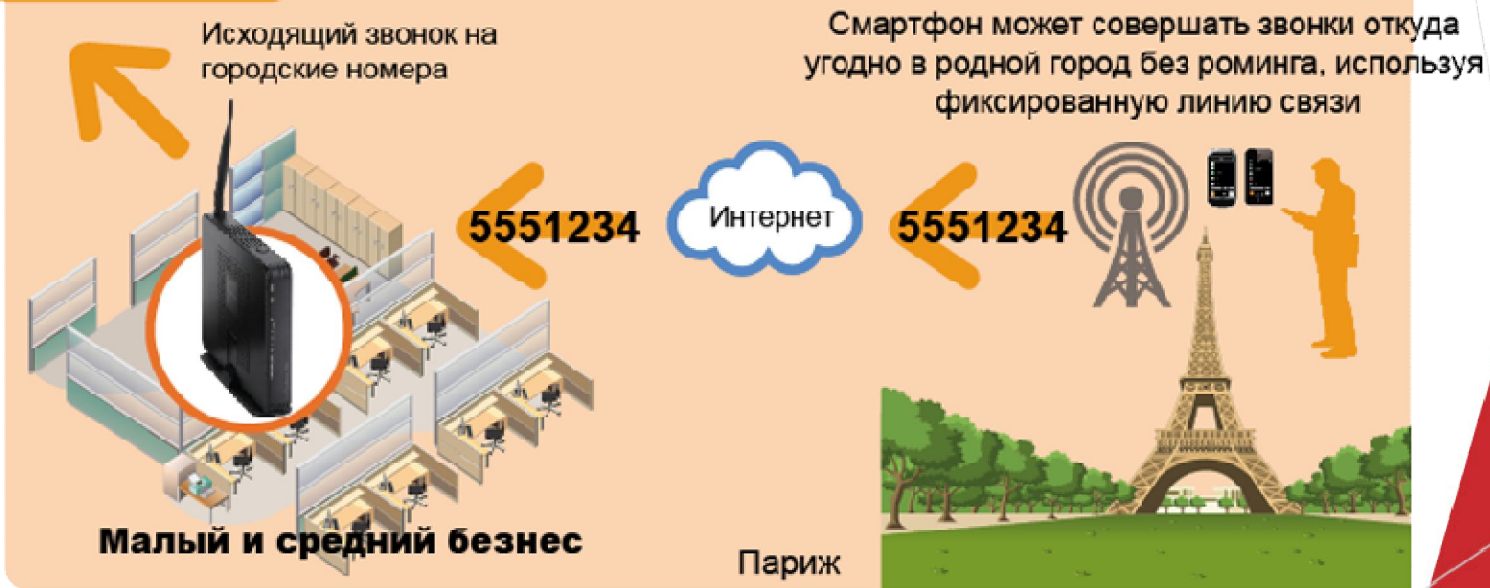 Исходящий звонок на
городские номера
Смартфон может совершать звонки откуда
угодно в родной город без роминга, используя
фиксированную линию связи
5551234
Интернет
5551234
Малый и средний безнес
Париж